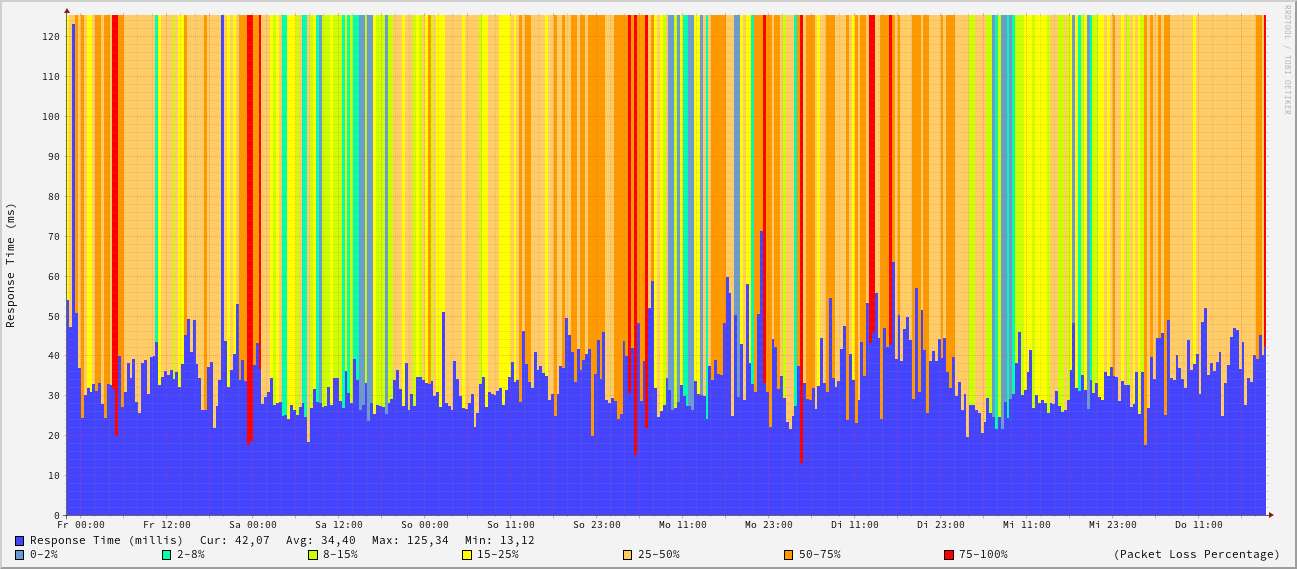 RRDTOOL / TOBI OETIKER
Response Time (ms)
120
110
100
90
80
70
60
50
40
30
20
10
0
Fr 00:00 Fr 12:00 Sa 00:00 Sa 12:00 So 00:00 So 11:00 So 23:00 Mo 11:00 Mo 23:00 Di 11:00 Di 23:00 Mi 11:00 Mi 23:00 Do 11:00
Response Time (millis) Cur: 42,07 Avg: 34,40 Max: 125,34 Min: 13,12
0-2% 2-8% 8-15% 15-25% 25-50% 50-75% 75-100% (Packet Loss Percentage)